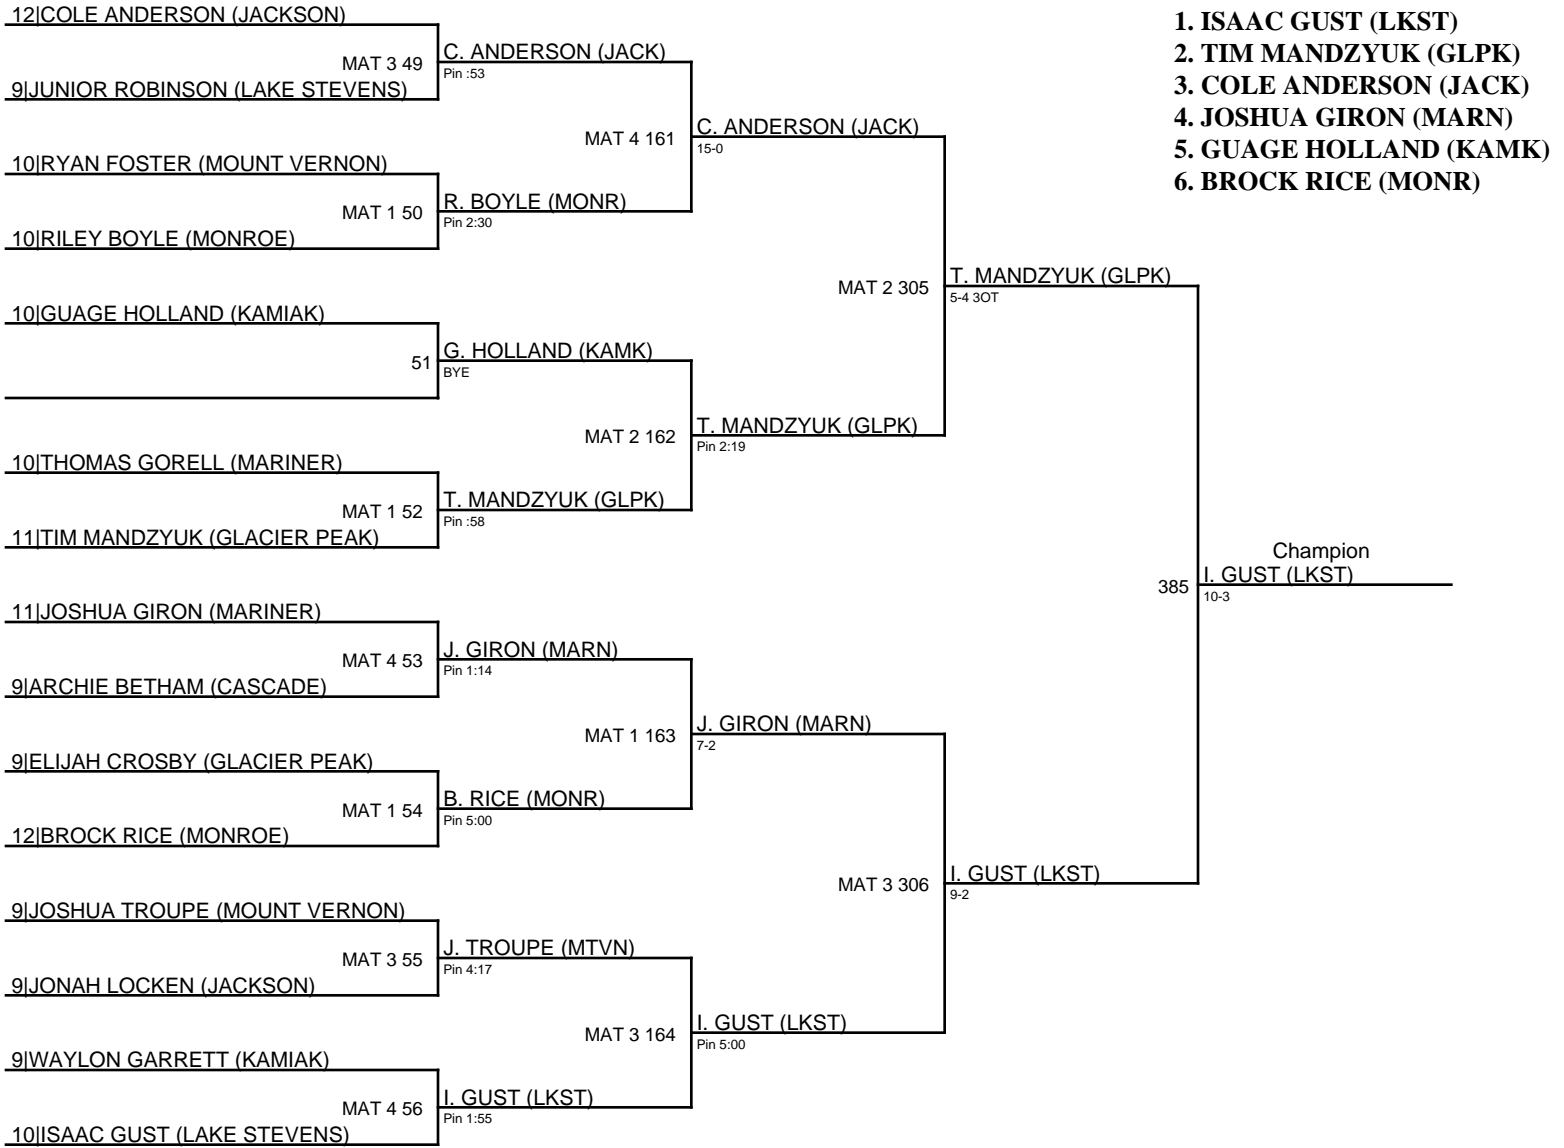 12|COLE ANDERSON (JACKSON)
MAT 3 49
9|JUNIOR ROBINSON (LAKE STEVENS)
10|RYAN FOSTER (MOUNT VERNON)
MAT 1 50
10|RILEY BOYLE (MONROE)
10|GUAGE HOLLAND (KAMIAK)
51
10|THOMAS GORELL (MARINER)
MAT 1 52
11|TIM MANDZYUK (GLACIER PEAK)
11|JOSHUA GIRON (MARINER)
MAT 4 53
9|ARCHIE BETHAM (CASCADE)
9|ELIJAH CROSBY (GLACIER PEAK)
MAT 1 54
12|BROCK RICE (MONROE)
9|JOSHUA TROUPE (MOUNT VERNON)
MAT 3 55
9|JONAH LOCKEN (JACKSON)
9|WAYLON GARRETT (KAMIAK)
MAT 4 56
10|ISAAC GUST (LAKE STEVENS)
C. ANDERSON (JACK)
Pin :53
MAT 4 161
R. BOYLE (MONR)
Pin 2:30
G. HOLLAND (KAMK)
BYE
MAT 2 162
T. MANDZYUK (GLPK)
Pin :58
J. GIRON (MARN)
Pin 1:14
MAT 1 163
B. RICE (MONR)
Pin 5:00
J. TROUPE (MTVN)
Pin 4:17
MAT 3 164
I. GUST (LKST)
Pin 1:55
C. ANDERSON (JACK)
15-0
MAT 2 305
T. MANDZYUK (GLPK)
Pin 2:19
J. GIRON (MARN)
7-2
MAT 3 306
I. GUST (LKST)
Pin 5:00
T. MANDZYUK (GLPK)
5-4 3OT
385
I. GUST (LKST)
9-2
Champion
I. GUST (LKST)
10-3
1. ISAAC GUST (LKST)
2. TIM MANDZYUK (GLPK)
3. COLE ANDERSON (JACK)
4. JOSHUA GIRON (MARN)
5. GUAGE HOLLAND (KAMK)
6. BROCK RICE (MONR)